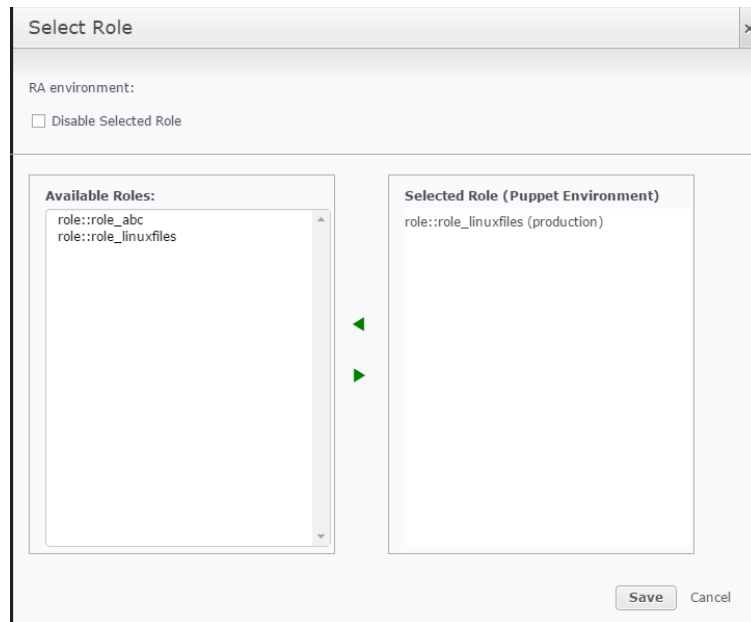 Select Role
RA environment:
Disable Selected Role
Available Roles:
role::role_abc
role::role_linuxfiles
Selected Role (Puppet Environment)
role::role_linuxfiles (production)
Save
Cancel